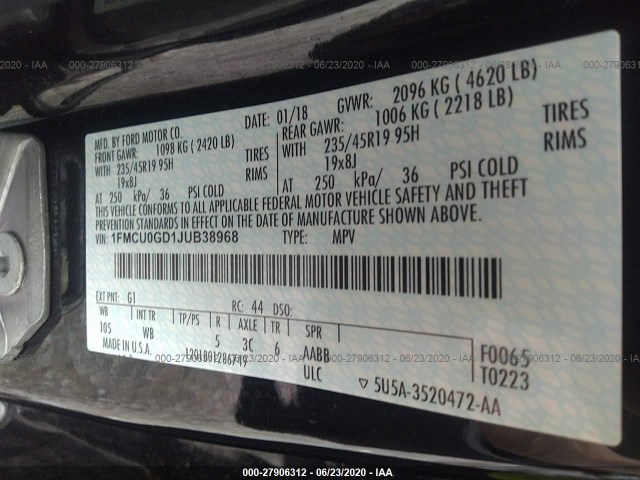 000-27906312 - 06/23/2020 - IAA
MFD. BY FORD MOTOR CO.
DATE: 01/18 GVWR: 2096 KG ( 4620 LB)
FRONT GAWR: 1098 KG ( 2420 LB)
REAR GAWR: 1006 KG ( 2218 LB)
WITH 235/45R19 95H TIRES
WITH 235/45R19 95H TIRES
19x8J RIMS
19x8J RIMS
AT 250 kPa/ 36 PSI COLD
AT 250 kPa/ 36 PSI COLD
THIS VEHICLE CONFORMS TO ALL APPLICABLE FEDERAL MOTOR VEHICLE SAFETY AND THEFT
PREVENTION STANDARDS IN EFFECT ON THE DATE OF MANUFACTURE SHOWN ABOVE.
VIN: 1FMCU0GD1JUB38968 TYPE: MPV
EXT PNT: G1 RC: 44 DSO:
WB INT TR TP/PS R AXLE TR SPR
105 WB 5 3C 6 AABB
MADE IN U.S.A. ULC
F0065
T0223
5U5A-3520472-AA
000-27906312 - 06/23/2020 - IAA